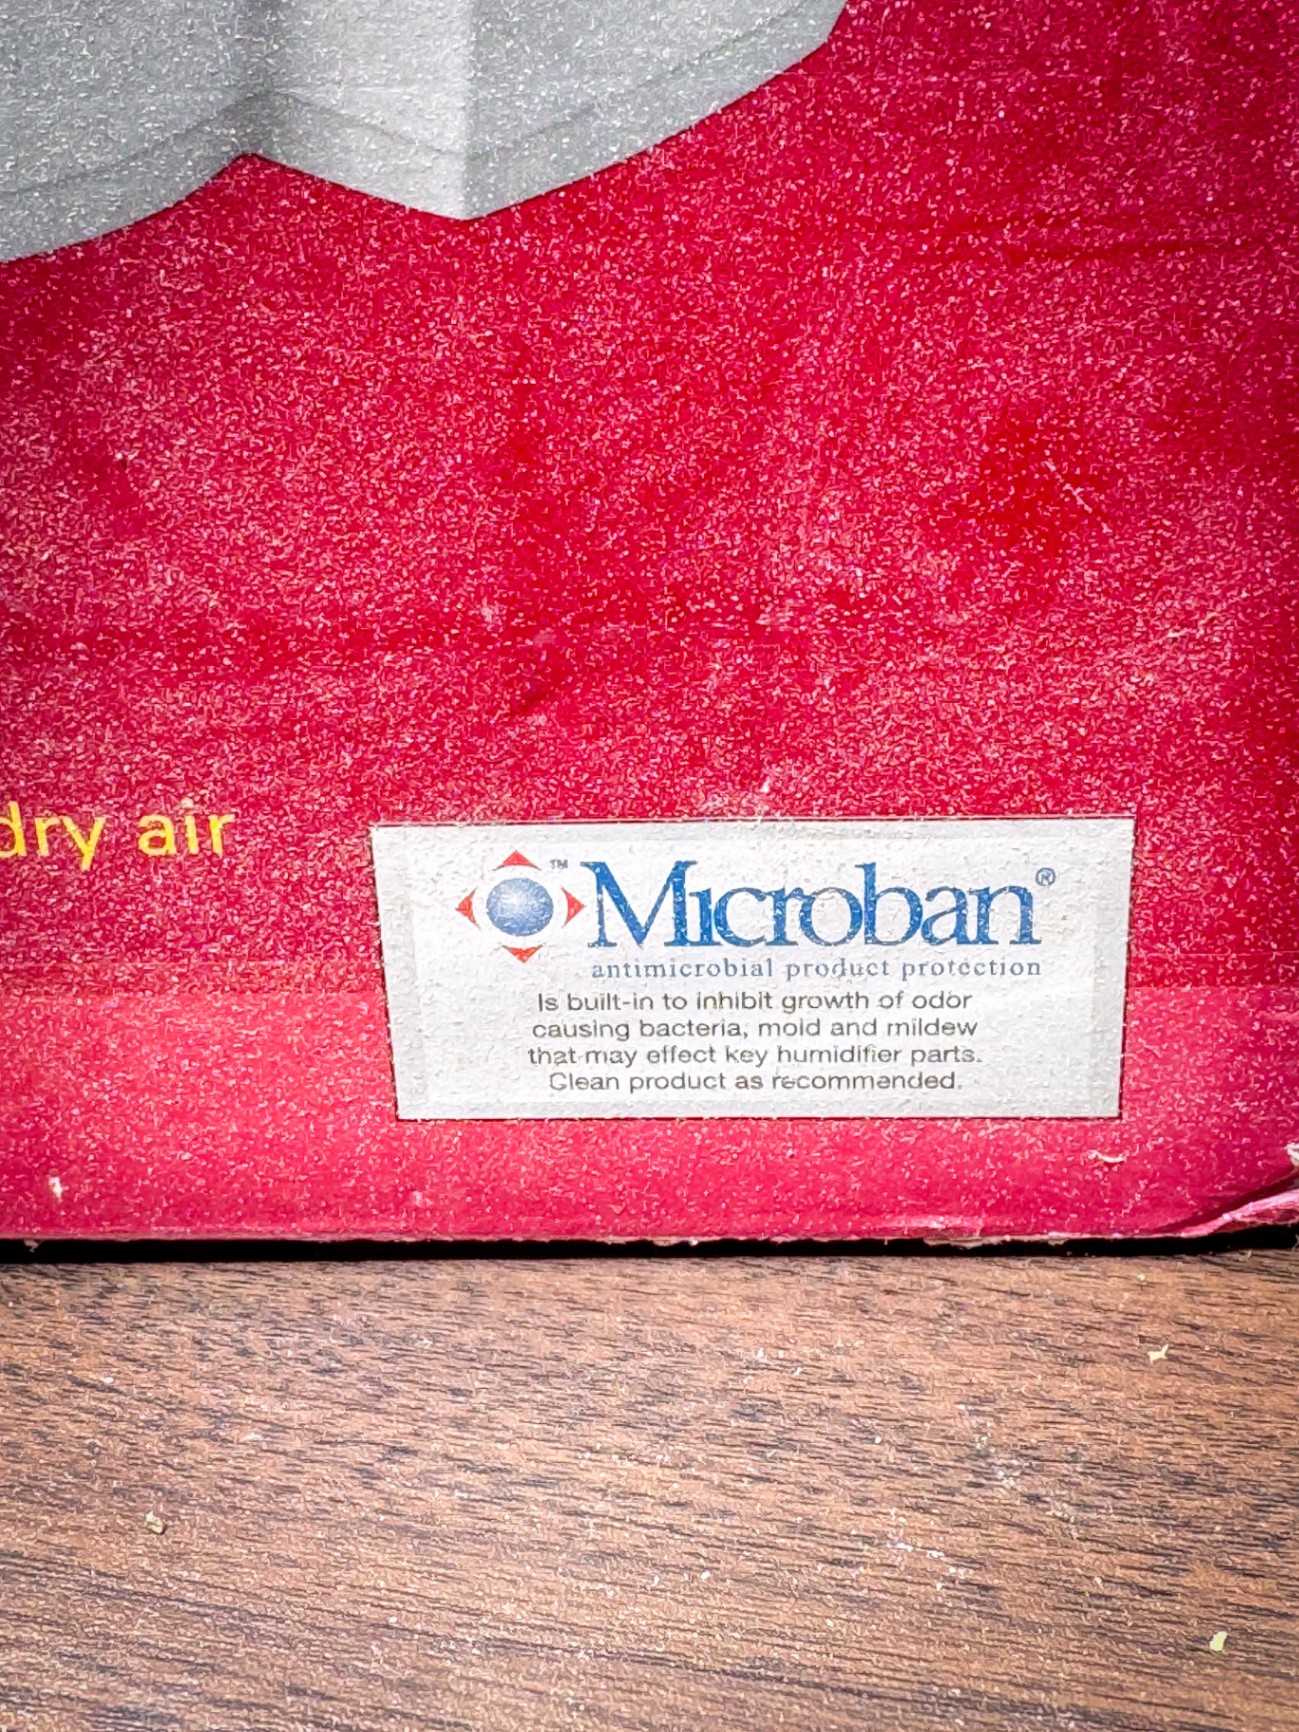 dry air
™ Microban®
antimicrobial product protection
Is built-in to inhibit growth of odor
causing bacteria, mold and mildew
that may effect key humidifier parts.
Clean product as recommended.